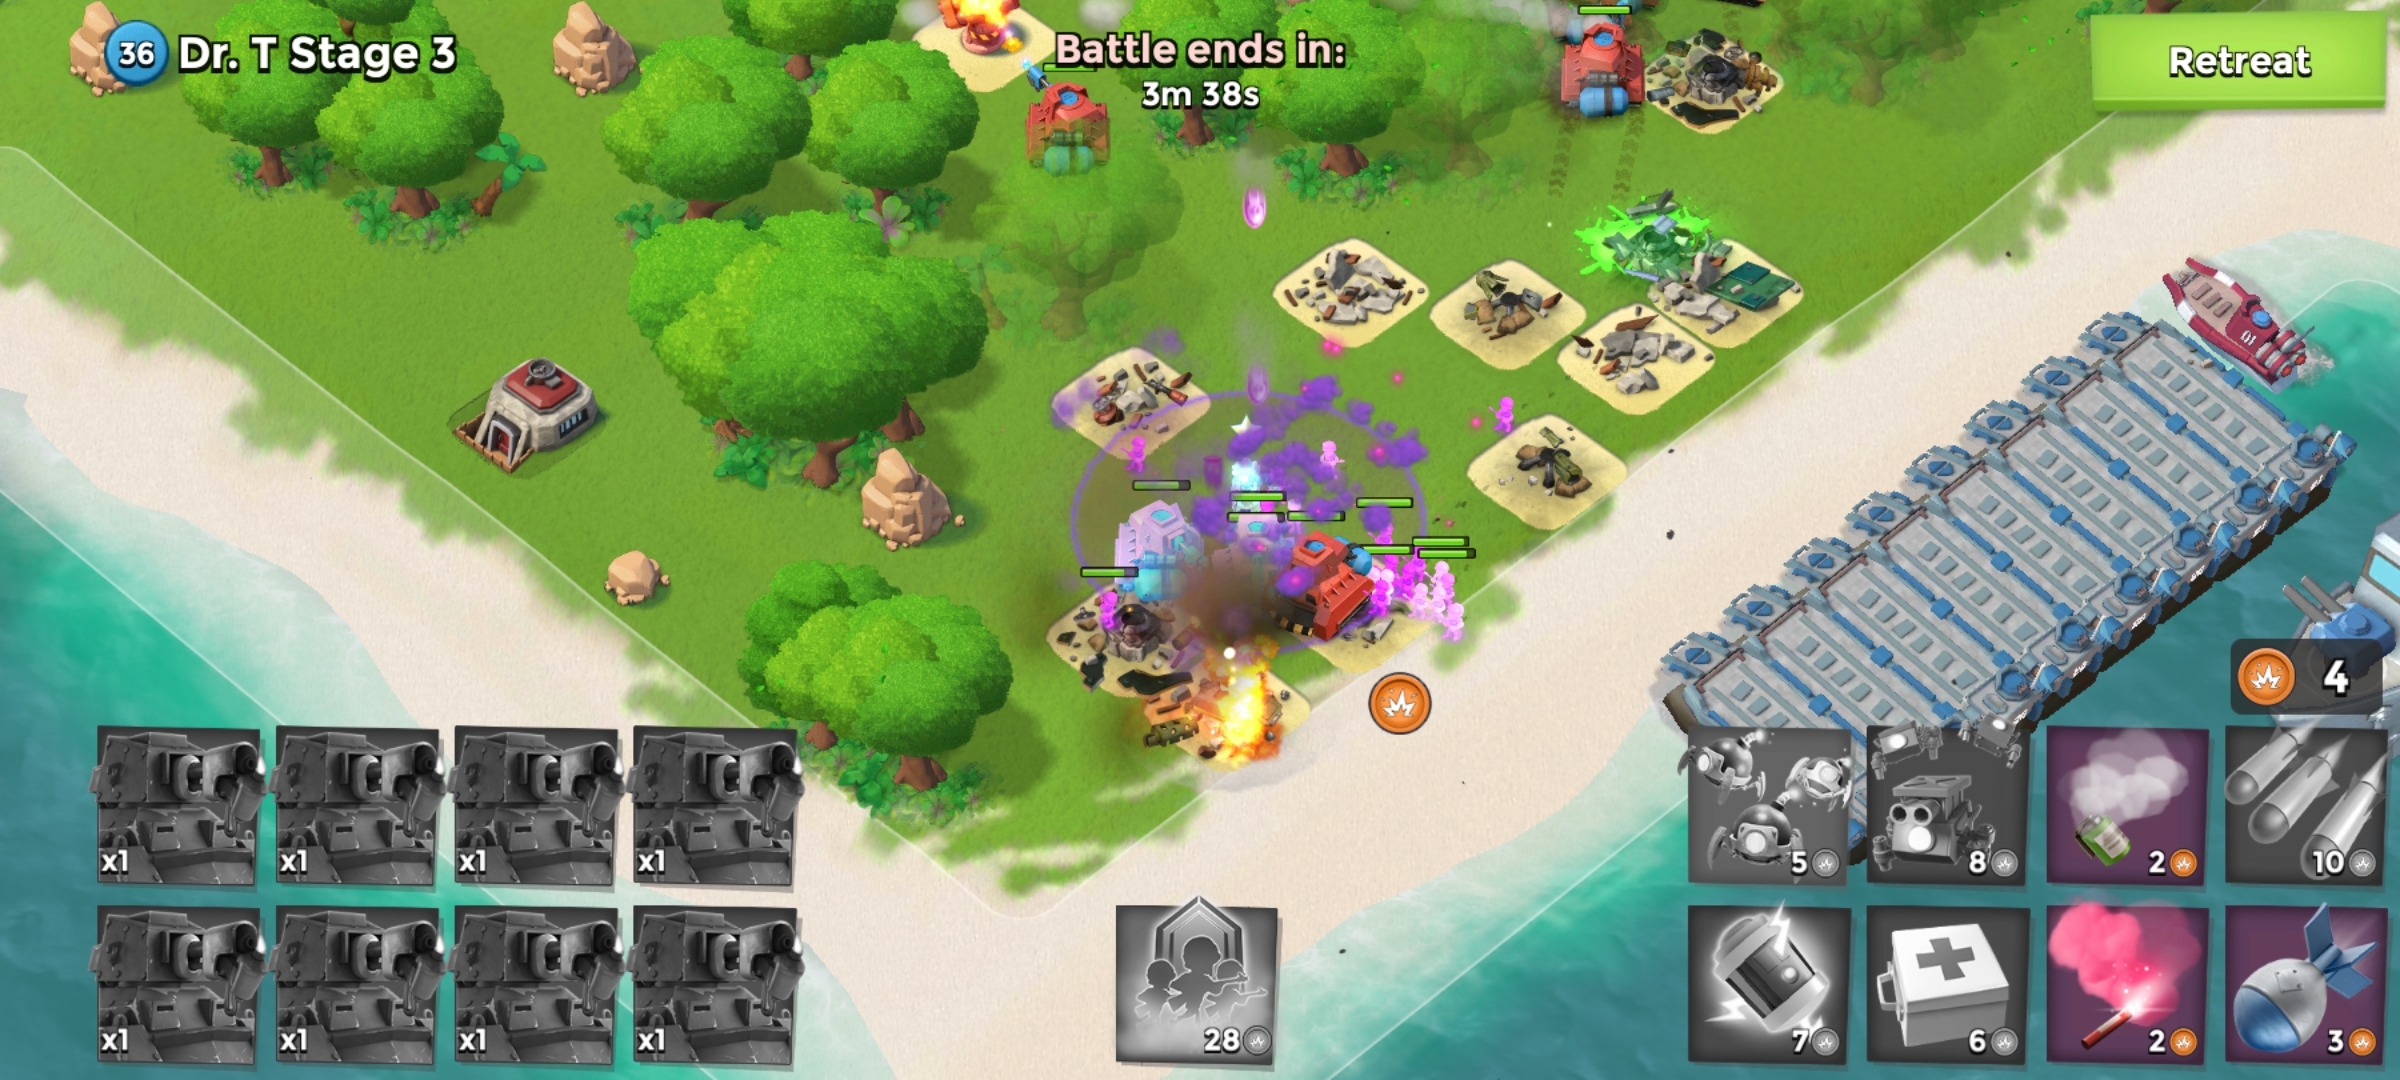 36 Dr. T Stage 3
Battle ends in:
3m 38s
Retreat
4
x1 x1 x1 x1
5 8 2 10
x1 x1 x1 x1
28
7 6 2 3